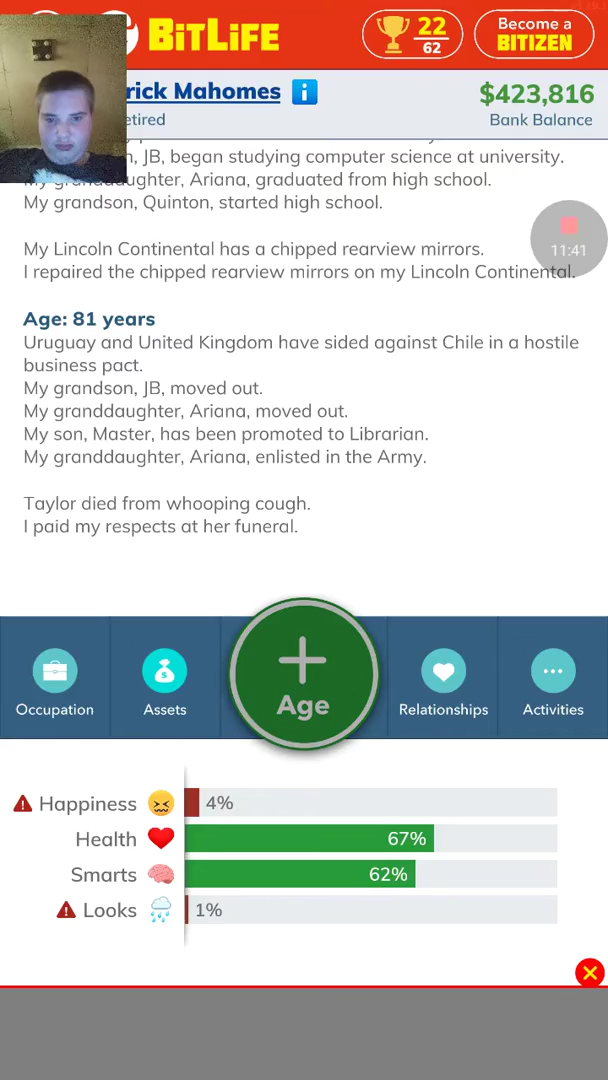 BITLIFE
22
62
Become a
BITIZEN
rick Mahomes
$423,816
etired
Bank Balance
JB, began studying computer science at university.
My granddaughter, Ariana, graduated from high school.
My grandson, Quinton, started high school.
My Lincoln Continental has a chipped rearview mirrors.
I repaired the chipped rearview mirrors on my Lincoln Continental.
11:41
Age: 81 years
Uruguay and United Kingdom have sided against Chile in a hostile
business pact.
My grandson, JB, moved out.
My granddaughter, Ariana, moved out.
My son, Master, has been promoted to Librarian.
My granddaughter, Ariana, enlisted in the Army.
Taylor died from whooping cough.
I paid my respects at her funeral.
Occupation
Assets
Age
Relationships
Activities
Happiness 4%
Health 67%
Smarts 62%
Looks 1%